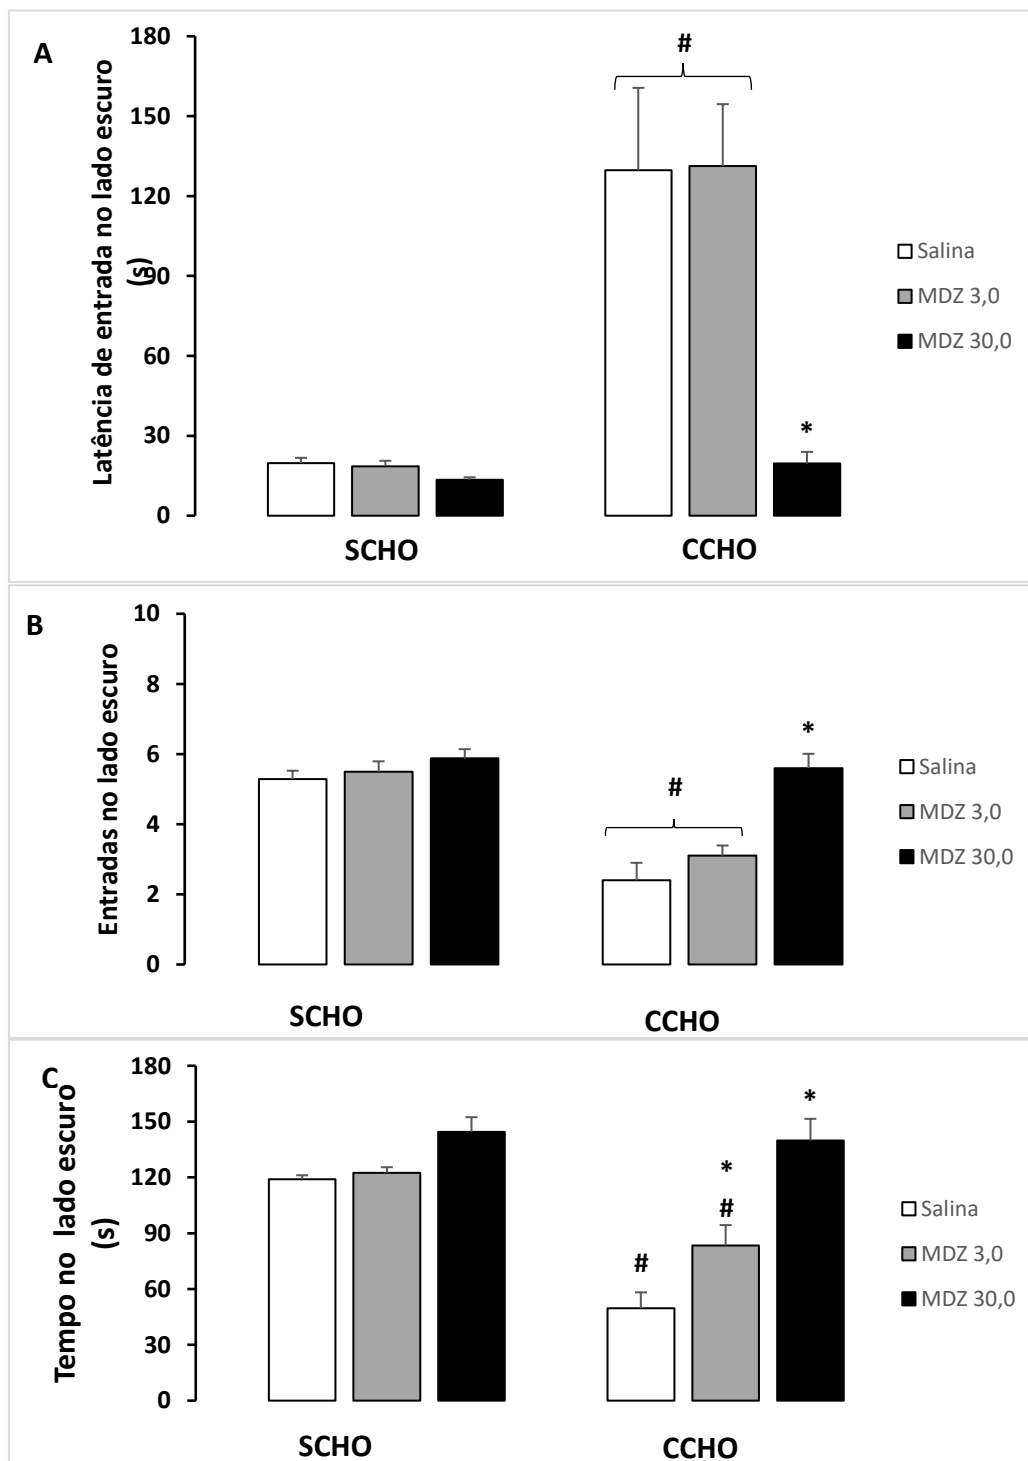 A
Latência de entrada no lado escuro
(s)
180
150
120
90
60
30
0
#
*
SCHO
CCHO
Salina
MDZ 3,0
MDZ 30,0
B
Entradas no lado escuro
10
8
6
4
2
0
#
*
SCHO
CCHO
Salina
MDZ 3,0
MDZ 30,0
C
Tempo no lado escuro
(s)
180
150
120
90
60
30
0
#
*
#
*
SCHO
CCHO
Salina
MDZ 3,0
MDZ 30,0